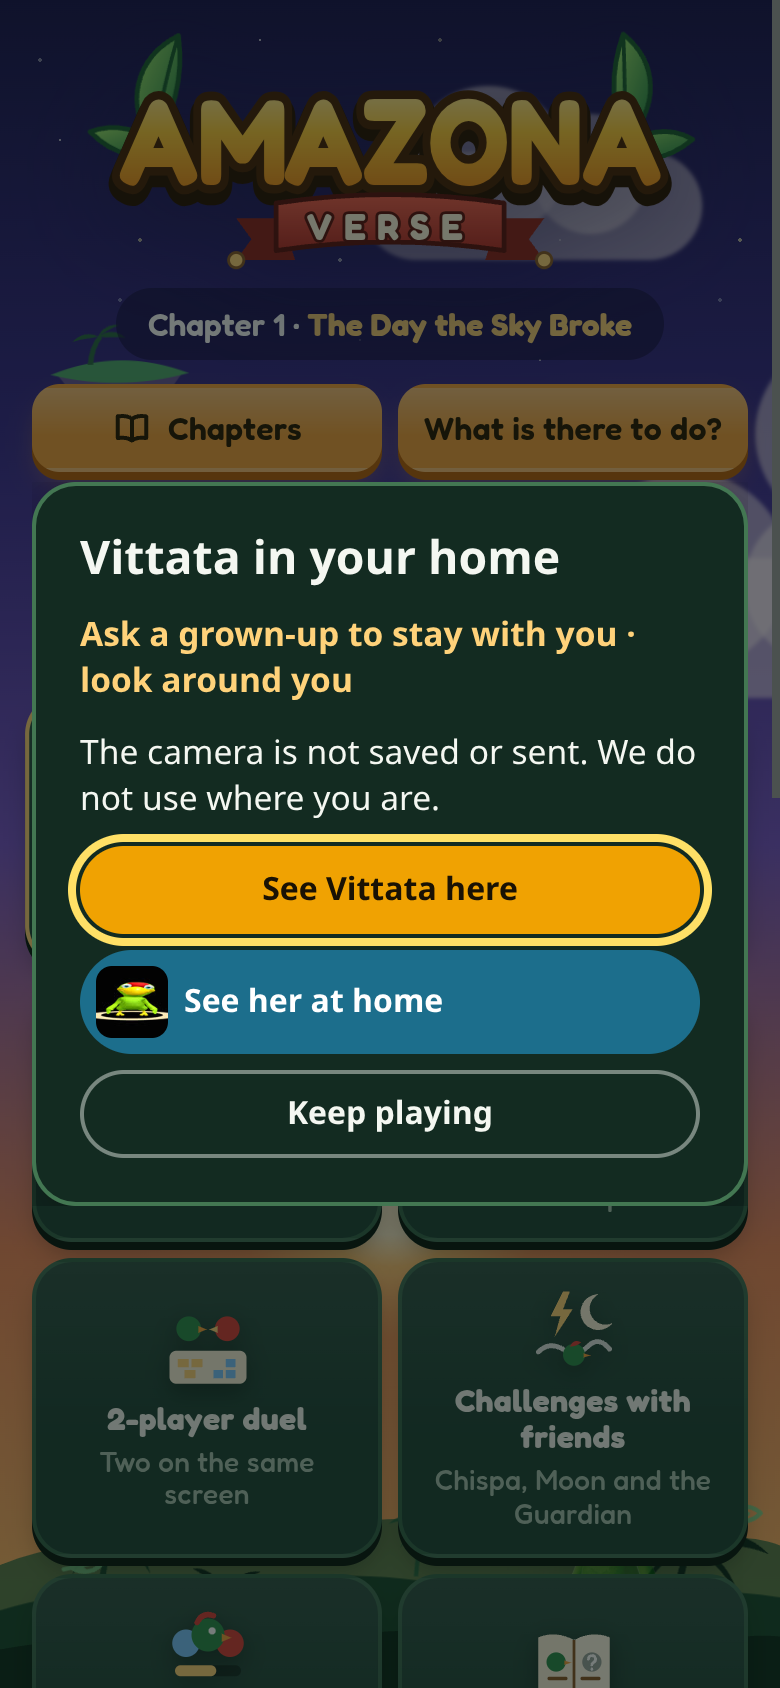 AMAZONA
VERSE
Chapter 1 · The Day the Sky Broke
Chapters
What is there to do?
Vittata in your home
Ask a grown-up to stay with you ·
look around you
The camera is not saved or sent. We do
not use where you are.
See Vittata here
See her at home
Keep playing
2-player duel
Two on the same
screen
Challenges with
friends
Chispa, Moon and the
Guardian
?